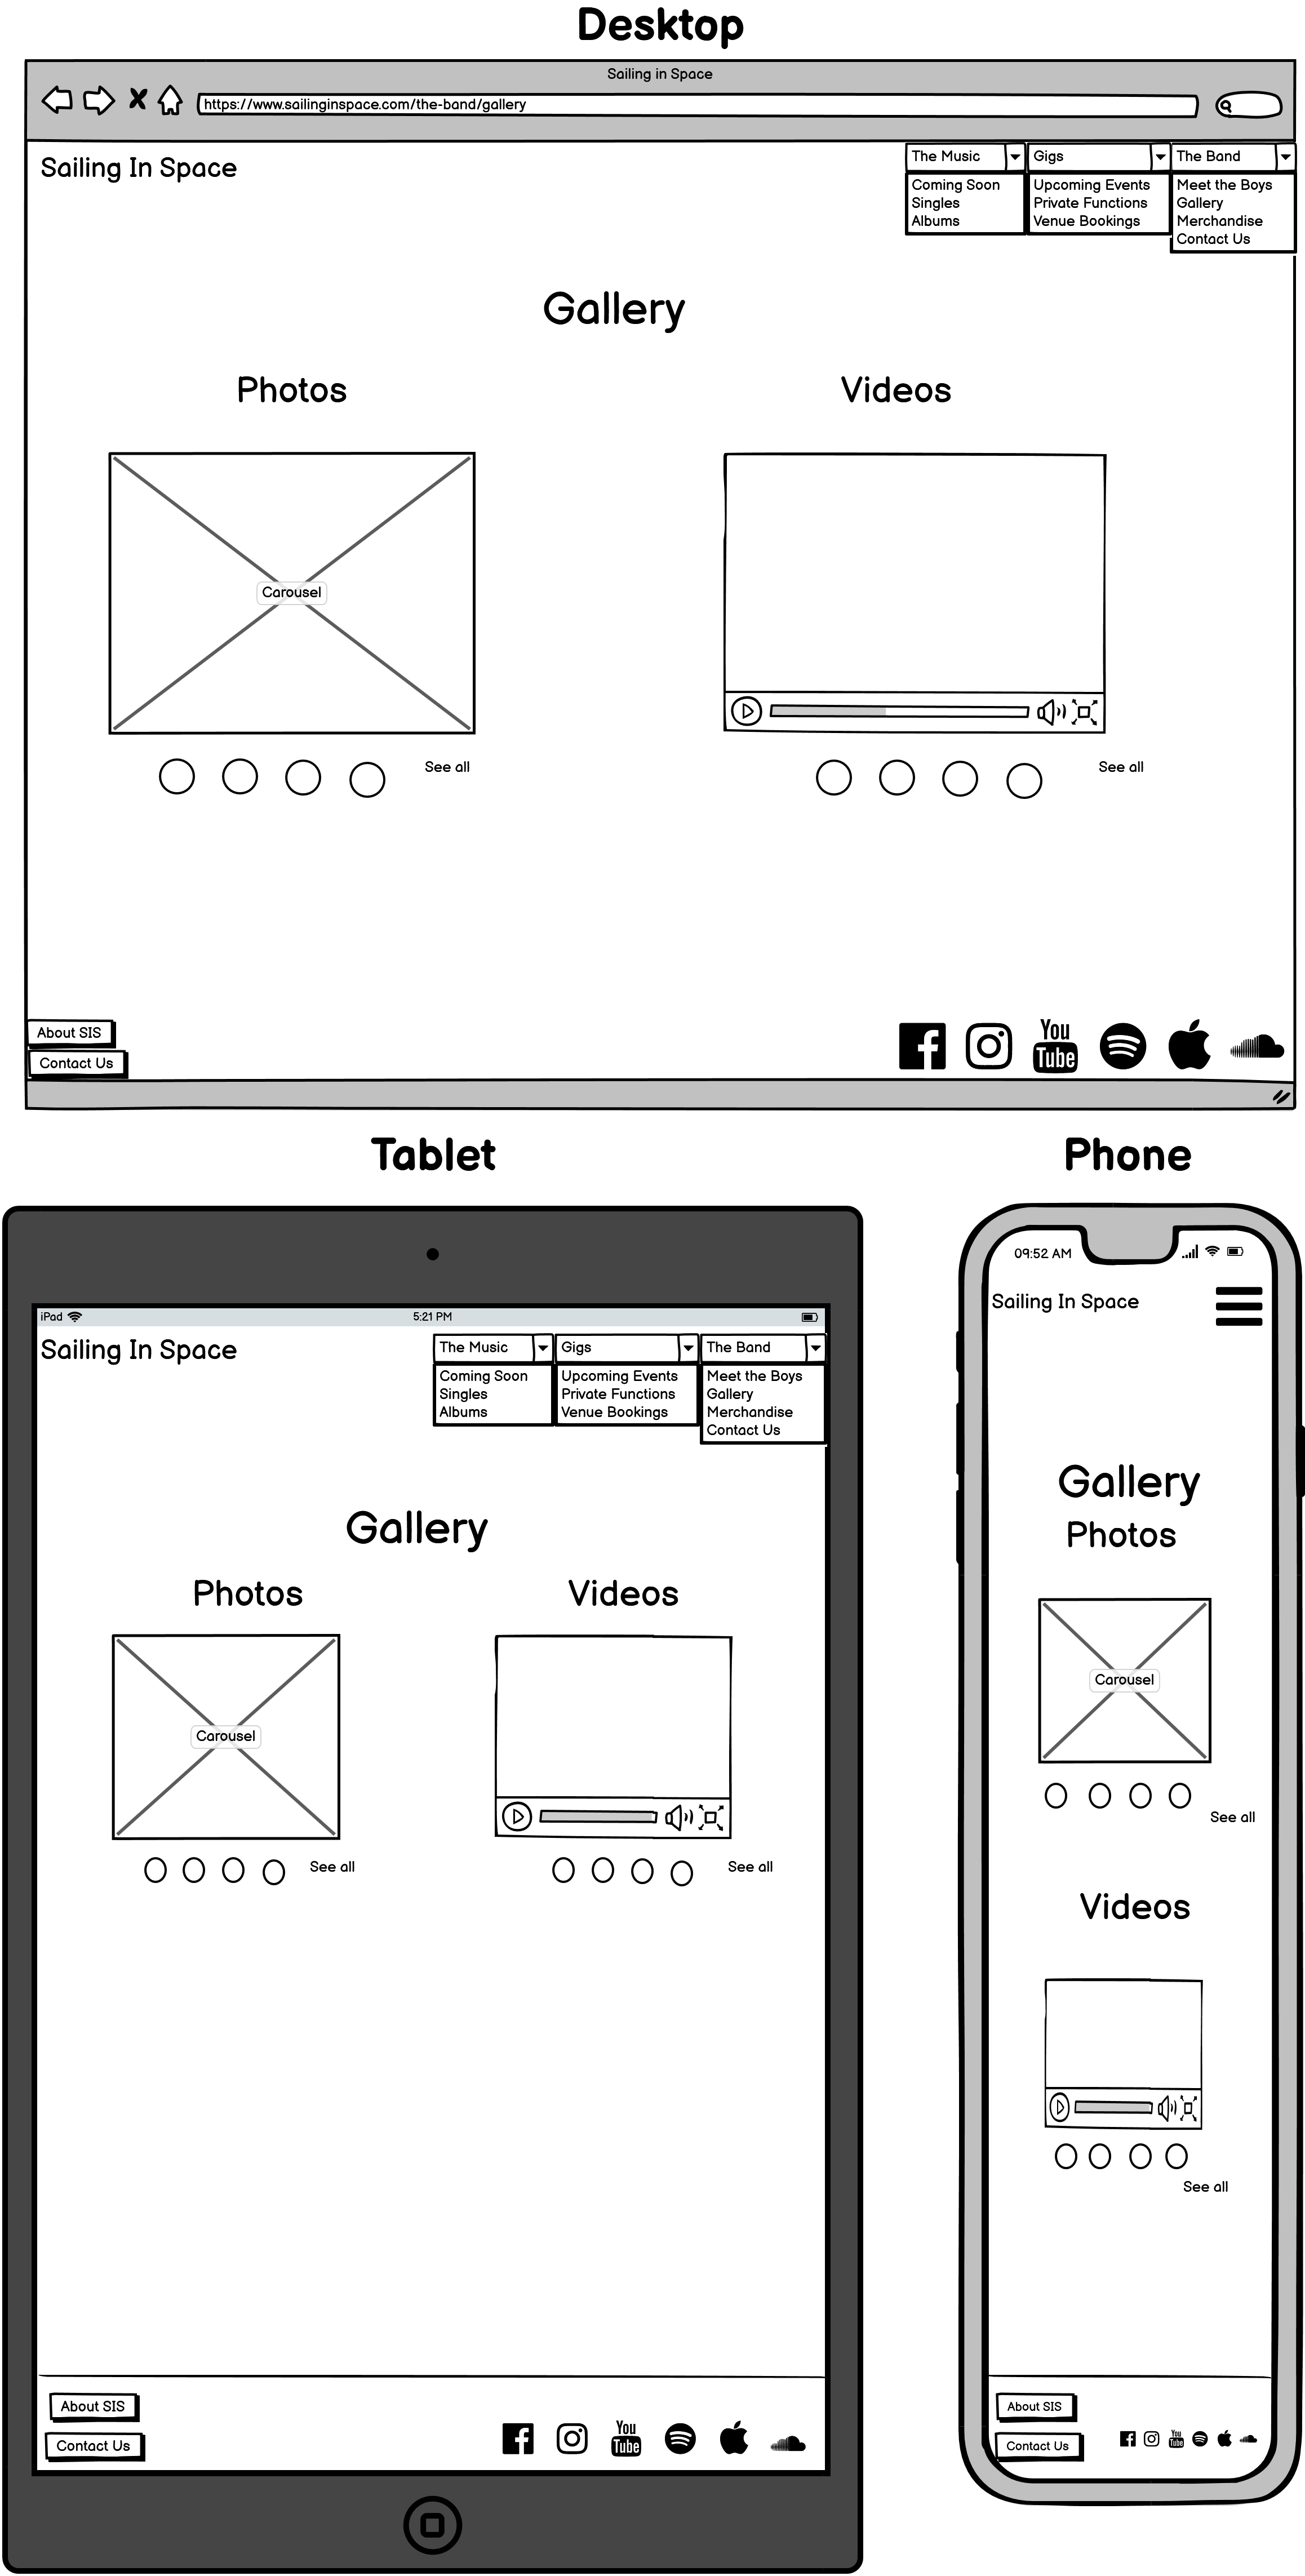 Desktop
Sailing in Space
https://www.sailinginspace.com/the-band/gallery
Sailing In Space
The Music
Gigs
The Band
Coming Soon
Singles
Albums
Upcoming Events
Private Functions
Venue Bookings
Meet the Boys
Gallery
Merchandise
Contact Us
Gallery
Photos
Videos
Carousel
See all
See all
About SIS
Contact Us
You
Tube
Tablet
iPad
5:21 PM
Sailing In Space
The Music
Gigs
The Band
Coming Soon
Singles
Albums
Upcoming Events
Private Functions
Venue Bookings
Meet the Boys
Gallery
Merchandise
Contact Us
Gallery
Photos
Videos
Carousel
See all
See all
About SIS
Contact Us
You
Tube
Phone
09:52 AM
Sailing In Space
Gallery
Photos
Carousel
See all
Videos
See all
About SIS
Contact Us
You
Tube